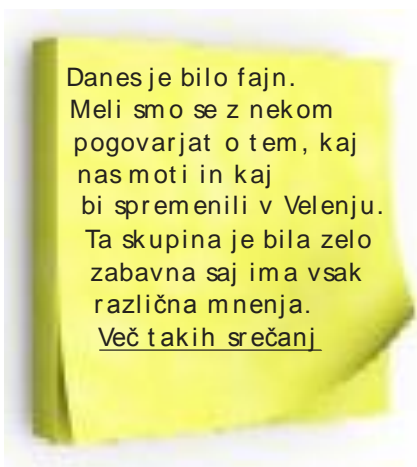 Danes je bilo fajn.
Meli smo se z nekom
pogovarjat o tem, kaj
nas moti in kaj
bi spremenili v Velenju.
Ta skupina je bila zelo
zabavna saj ima vsak
različna mnenja.
Več takih srečanj